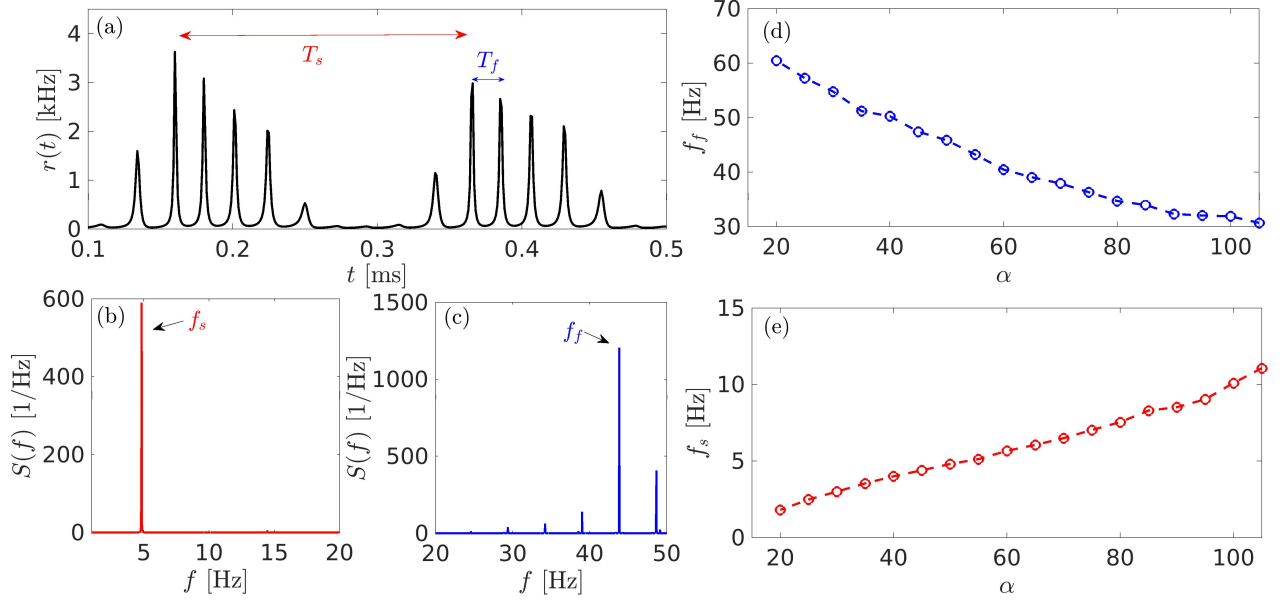 (a)
T_s
T_f
r(t) [kHz]
4
3
2
1
0
0.1 0.2 0.3 0.4 0.5
t [ms]
(b)
f_s
S(f) [1/Hz]
600
400
200
0
5 10 15 20
f [Hz]
(c)
f_f
S(f) [1/Hz]
1500
1000
500
0
20 30 40 50
f [Hz]
(d)
f_f [Hz]
70
60
50
40
30
20 40 60 80 100
α
(e)
f_s [Hz]
15
10
5
0
20 40 60 80 100
α